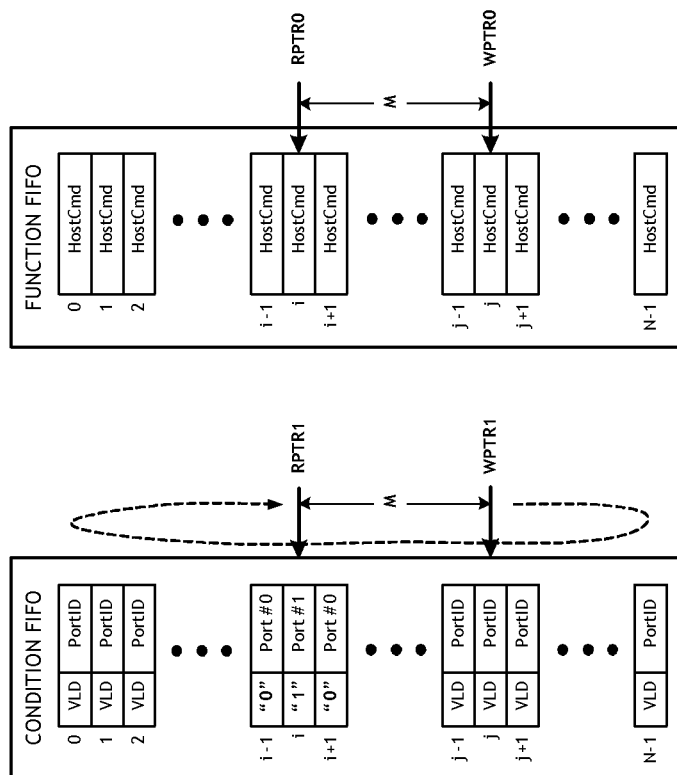 CONDITION FIFO
0 VLD PortID
1 VLD PortID
2 VLD PortID
i-1 "0" Port #0
i "1" Port #1
i+1 "0" Port #0
j-1 VLD PortID
j VLD PortID
j+1 VLD PortID
N-1 VLD PortID
RPTR1
M
WPTR1
FUNCTION FIFO
0 HostCmd
1 HostCmd
2 HostCmd
i-1 HostCmd
i HostCmd
i+1 HostCmd
j-1 HostCmd
j HostCmd
j+1 HostCmd
N-1 HostCmd
RPTR0
M
WPTR0